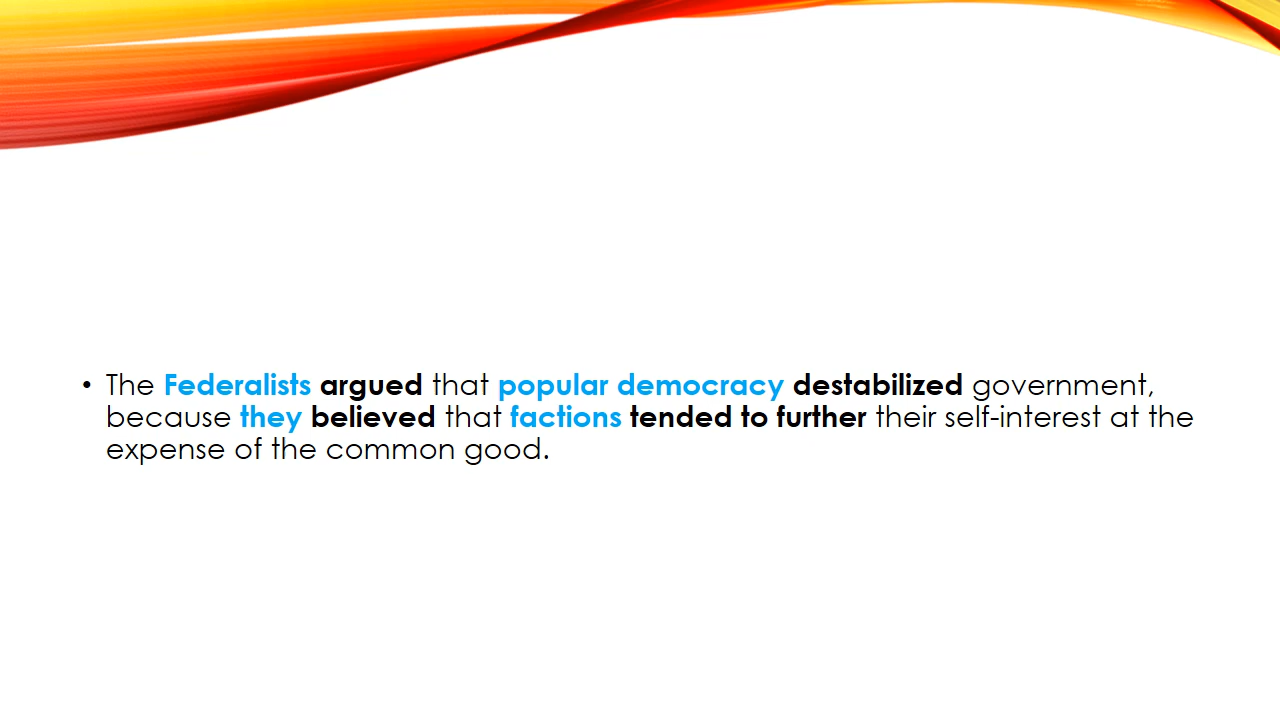 • The Federalists argued that popular democracy destabilized government,
because they believed that factions tended to further their self-interest at the
expense of the common good.